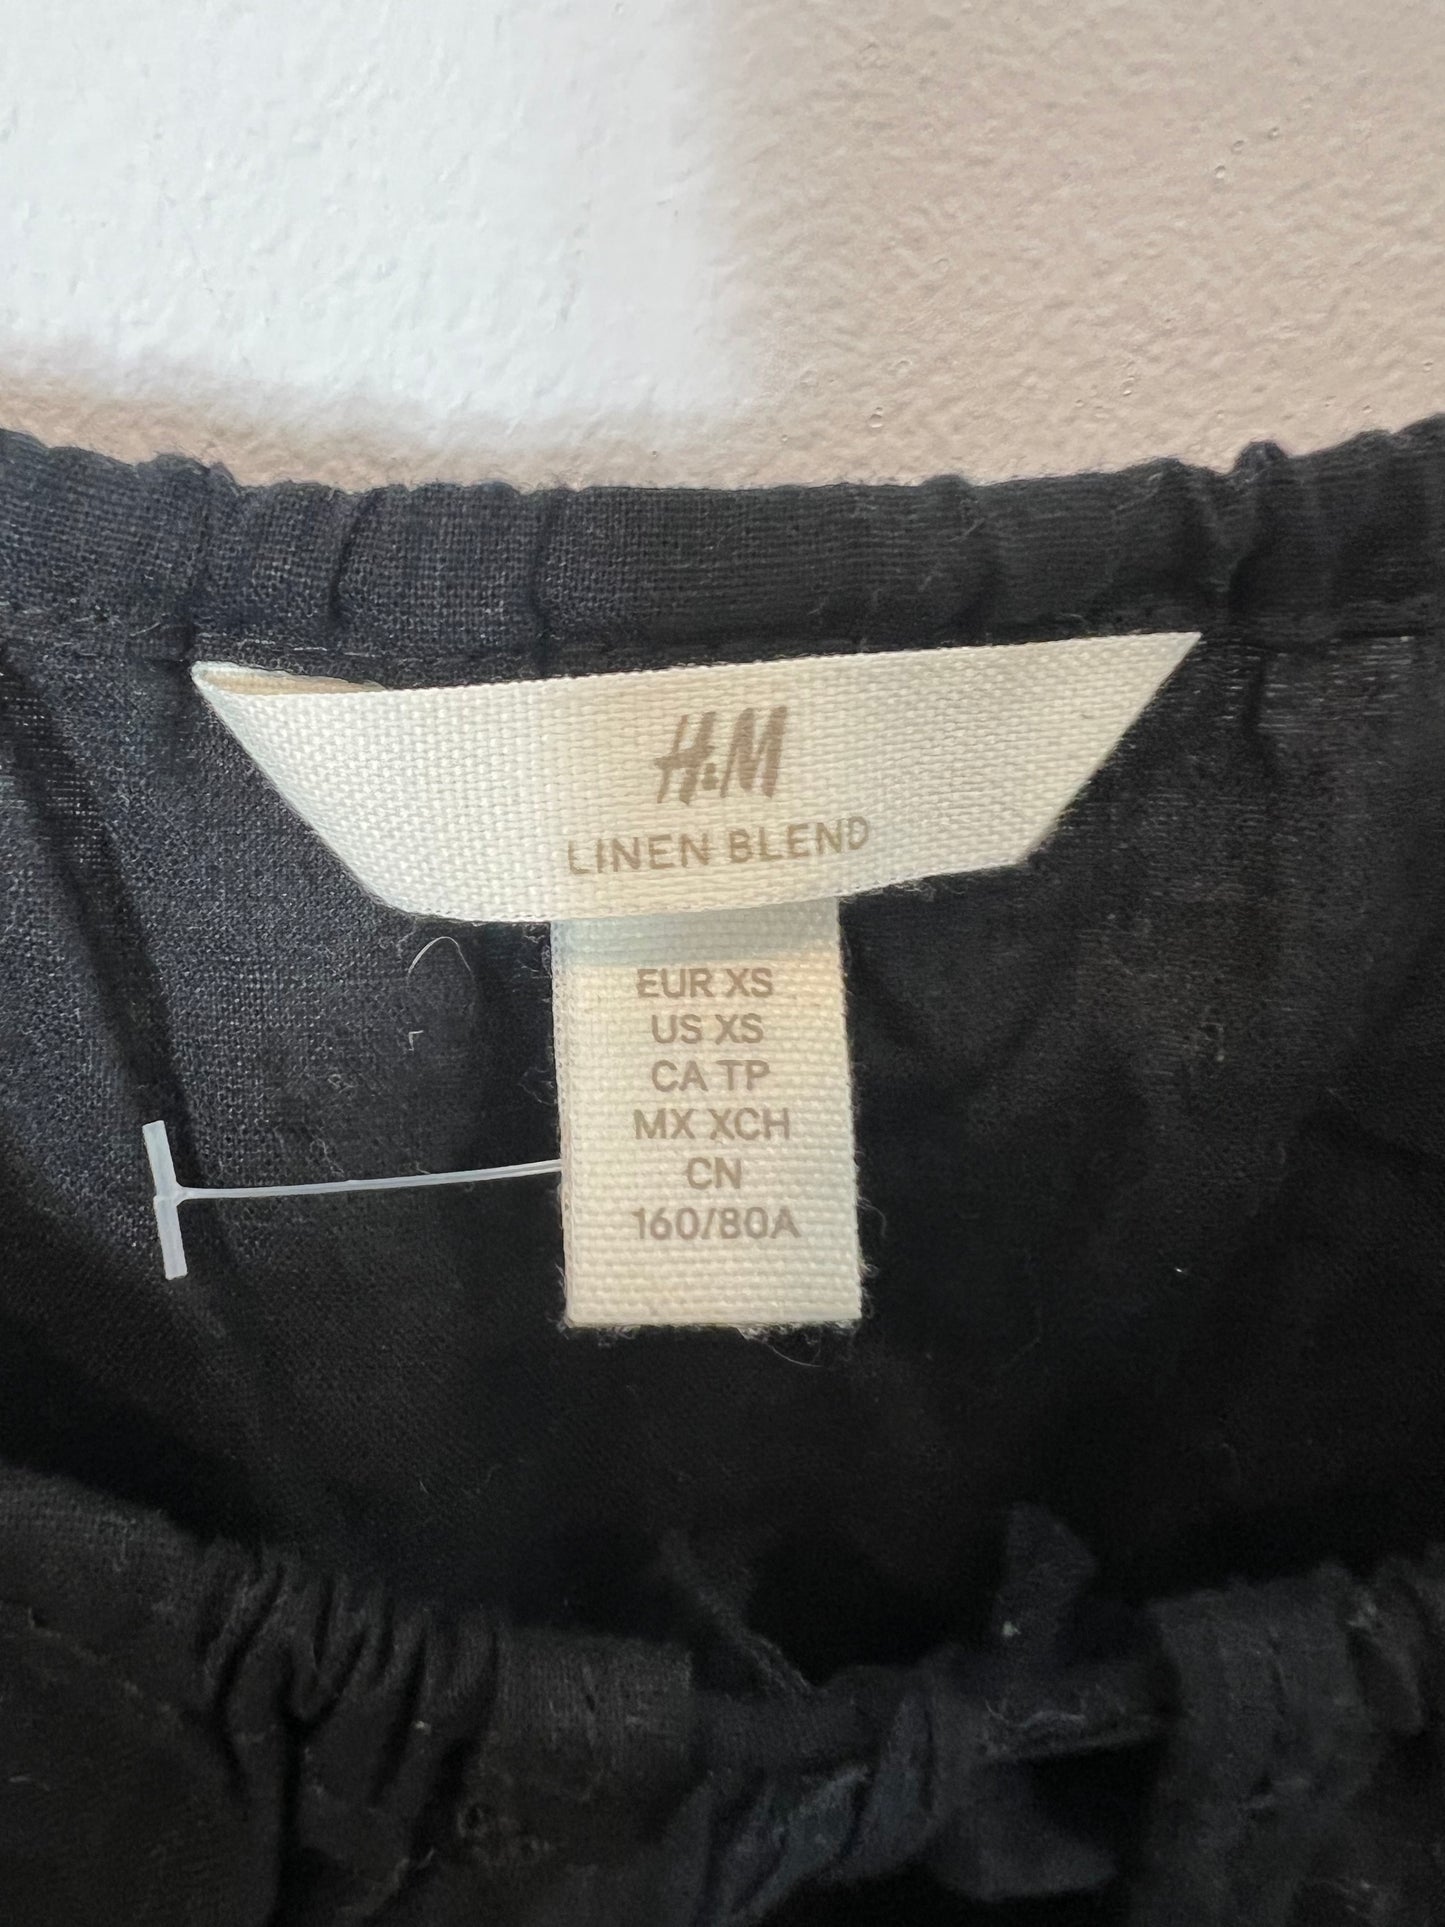 H&M
LINEN BLEND
EUR XS
US XS
CA TP
MX XCH
CN
160/80A